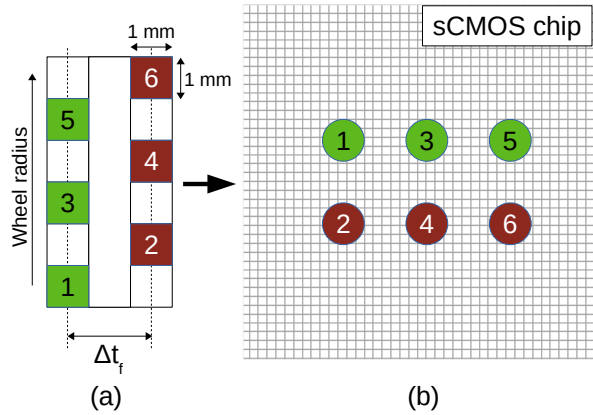 1 mm
6
1 mm
5
4
3
2
1
Wheel radius
Δt_f
(a)
sCMOS chip
1 3 5
2 4 6
(b)